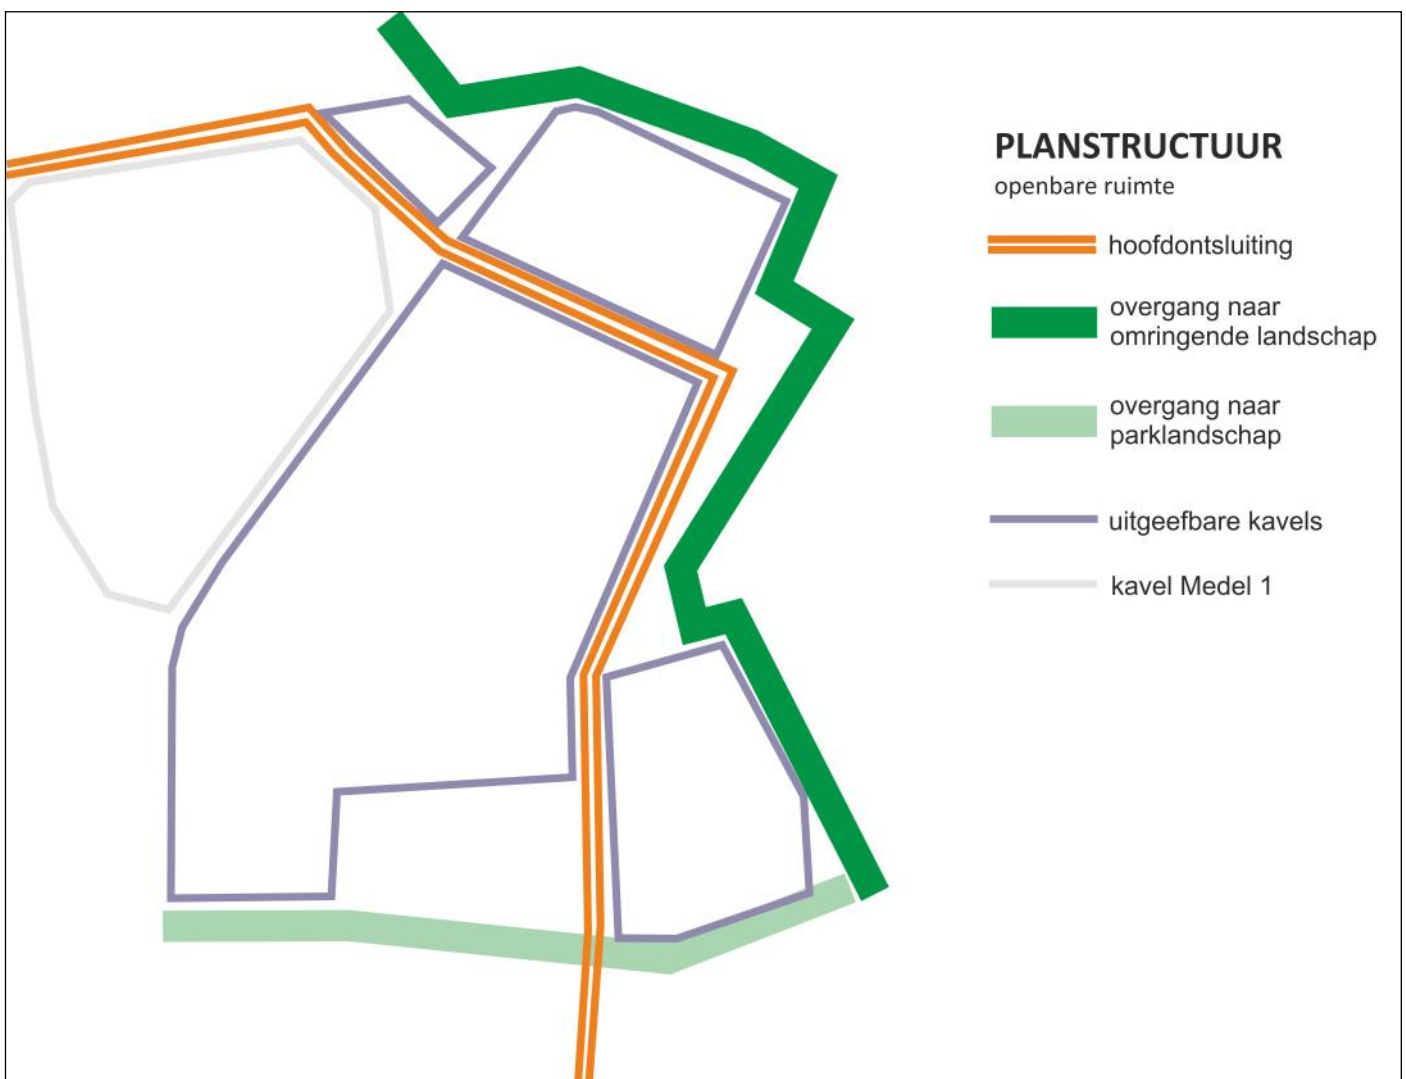 PLANSTRUCTUUR
openbare ruimte
hoofdontsluiting
overgang naar
omringende landschap
overgang naar
parklandschap
uitgeefbare kavels
kavel Medel 1